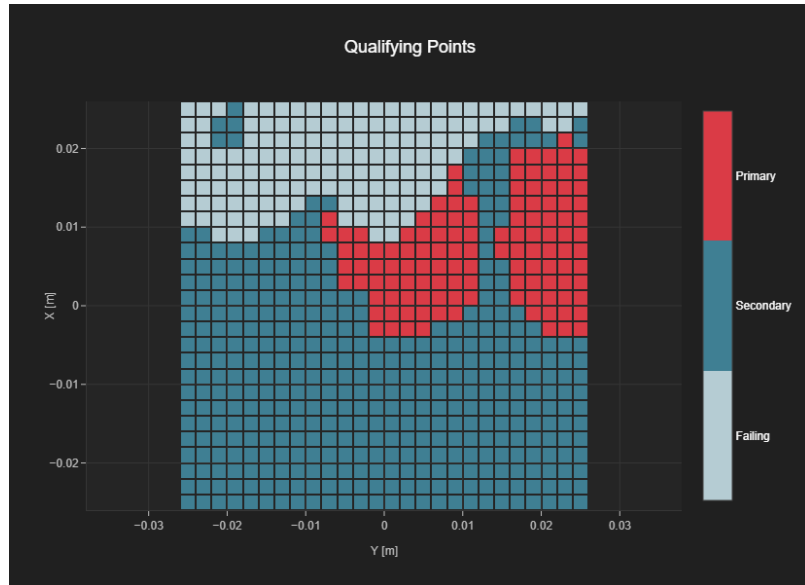 Qualifying Points
0.02
0.01
0
−0.01
−0.02
X [m]
−0.03
−0.02
−0.01
0
0.01
0.02
0.03
Y [m]
Primary
Secondary
Failing